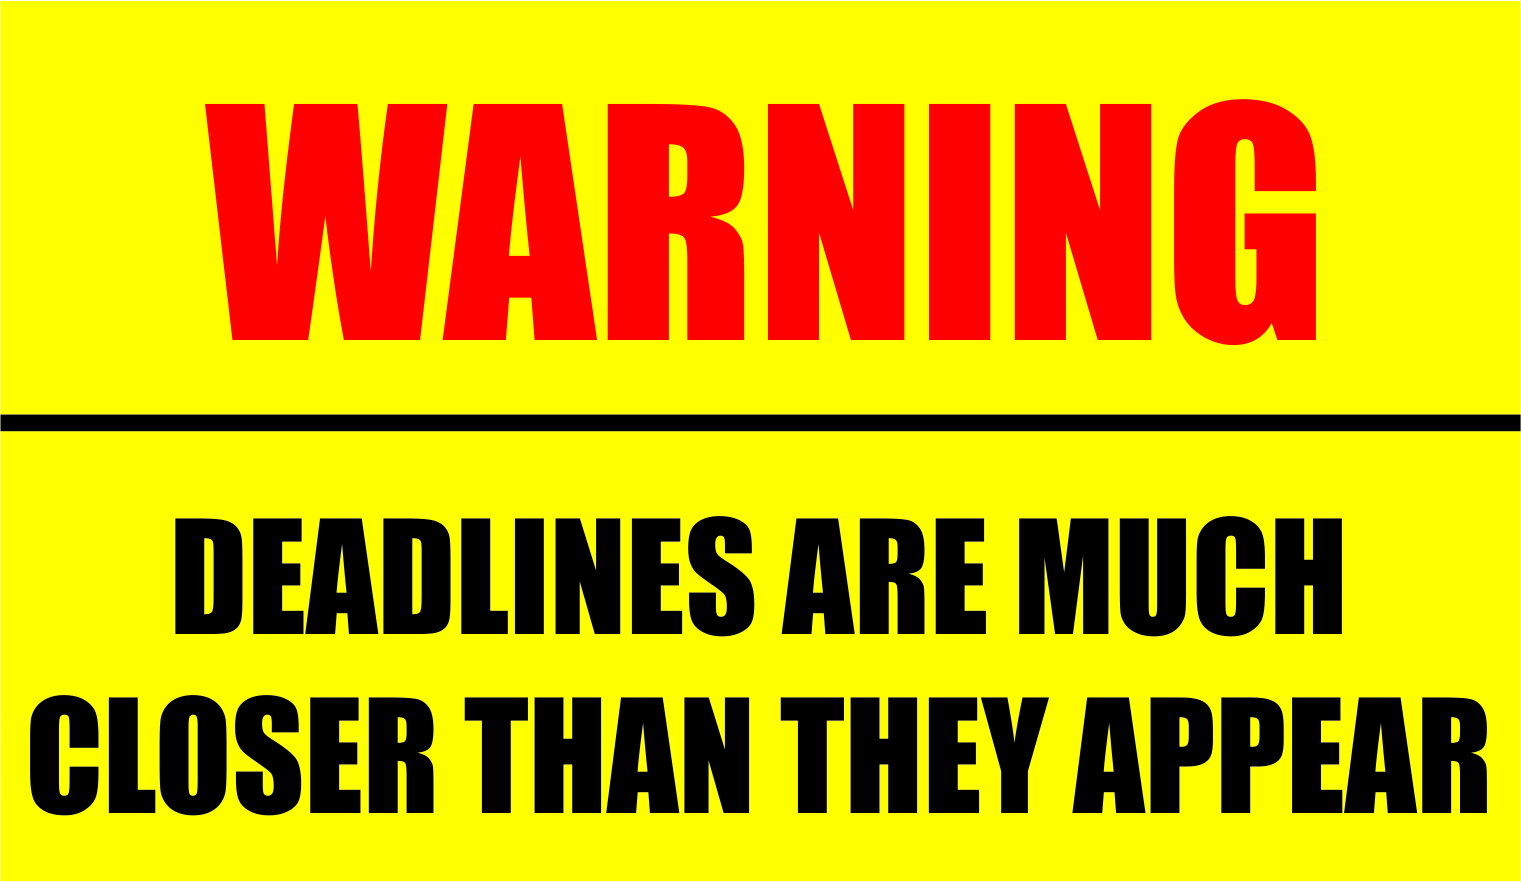 WARNING
DEADLINES ARE MUCH
CLOSER THAN THEY APPEAR